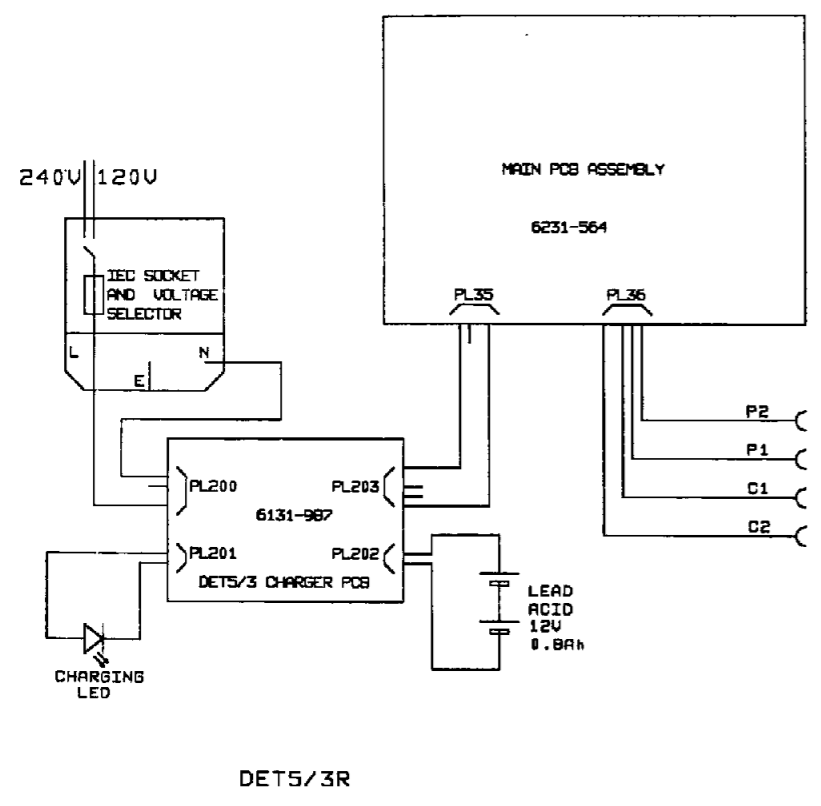 MAIN PCB ASSEMBLY
6231-564
240V 120V
IEC SOCKET
AND VOLTAGE
SELECTOR
L
N
E
PL35
PL36
P2
P1
C1
C2
PL200
PL203
6131-987
PL201
PL202
DET5/3 CHARGER PCB
LEAD
ACID
12V
0.8Ah
CHARGING
LED
DET5/3R